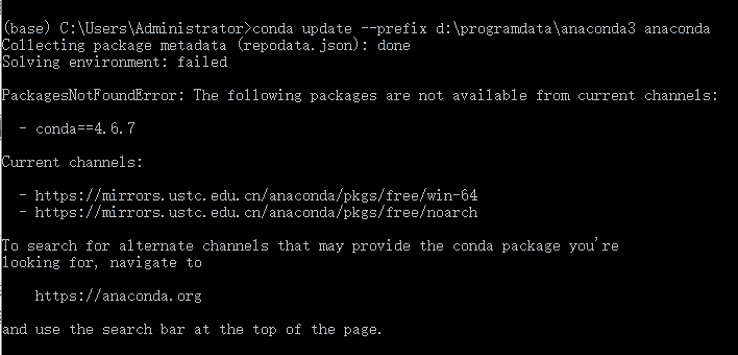 (base) C:\Users\Administrator>conda update --prefix d:\programdata\anaconda3 anaconda
Collecting package metadata (repodata.json): done
Solving environment: failed
PackagesNotFoundError: The following packages are not available from current channels:
- conda==4.6.7
Current channels:
- https://mirrors.ustc.edu.cn/anaconda/pkgs/free/win-64
- https://mirrors.ustc.edu.cn/anaconda/pkgs/free/noarch
To search for alternate channels that may provide the conda package you're
looking for, navigate to
https://anaconda.org
and use the search bar at the top of the page.